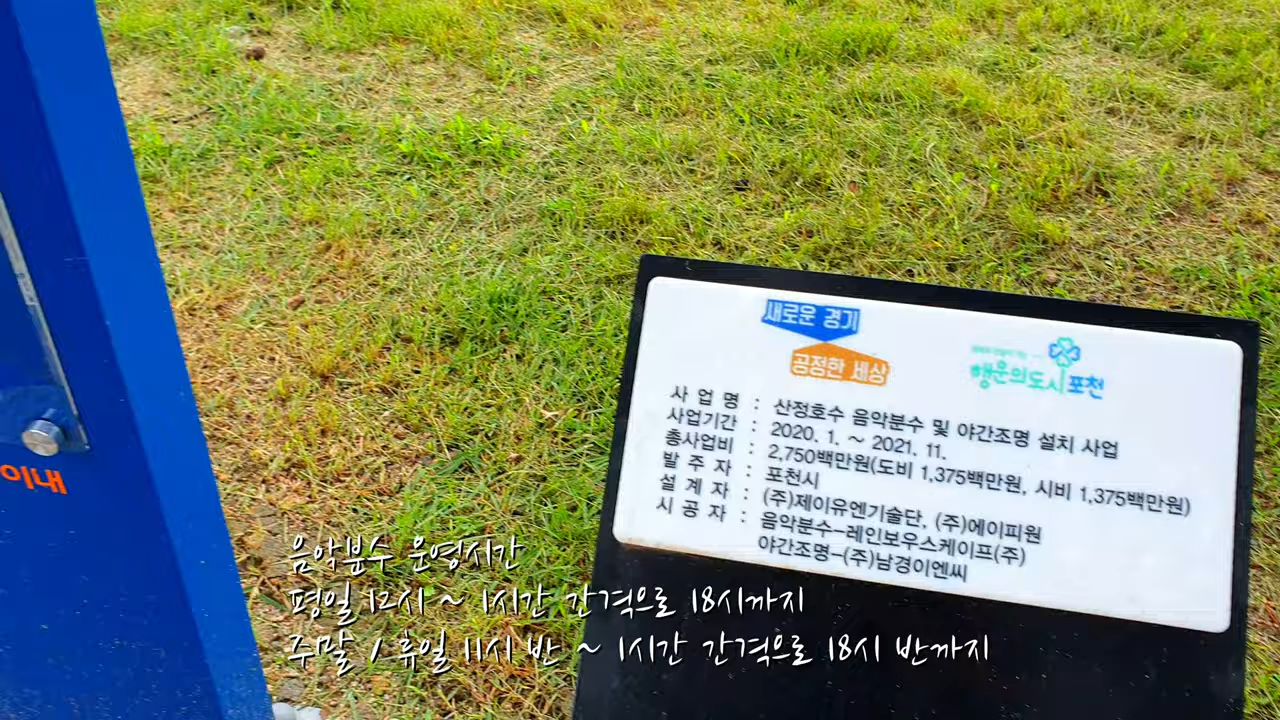 새로운 경기
공정한 세상
행운의도시 포천
사 업 명 : 산정호수 음악분수 및 야간조명 설치 사업
사업기간 : 2020. 1. ~ 2021. 11.
총사업비 : 2,750백만원(도비 1,375백만원, 시비 1,375백만원)
발 주 자 : 포천시
설 계 자 : (주)제이유엔기술단, (주)에이피원
시 공 자 : 음악분수-레인보우스케이프(주)
야간조명-(주)남경이엔씨
이내
음악분수 운영시간
평일 12시 ~ 1시간 간격으로 18시까지
주말 / 휴일 11시 반 ~ 1시간 간격으로 18시 반까지